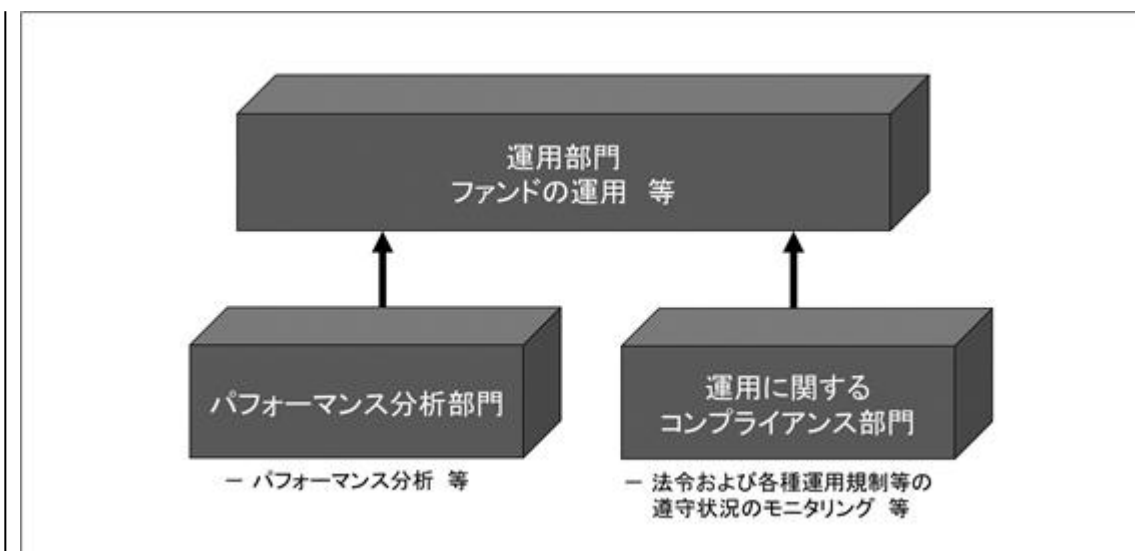 運用部門
ファンドの運用 等
パフォーマンス分析部門
－ パフォーマンス分析 等
運用に関する
コンプライアンス部門
－ 法令および各種運用規制等の
遵守状況のモニタリング 等